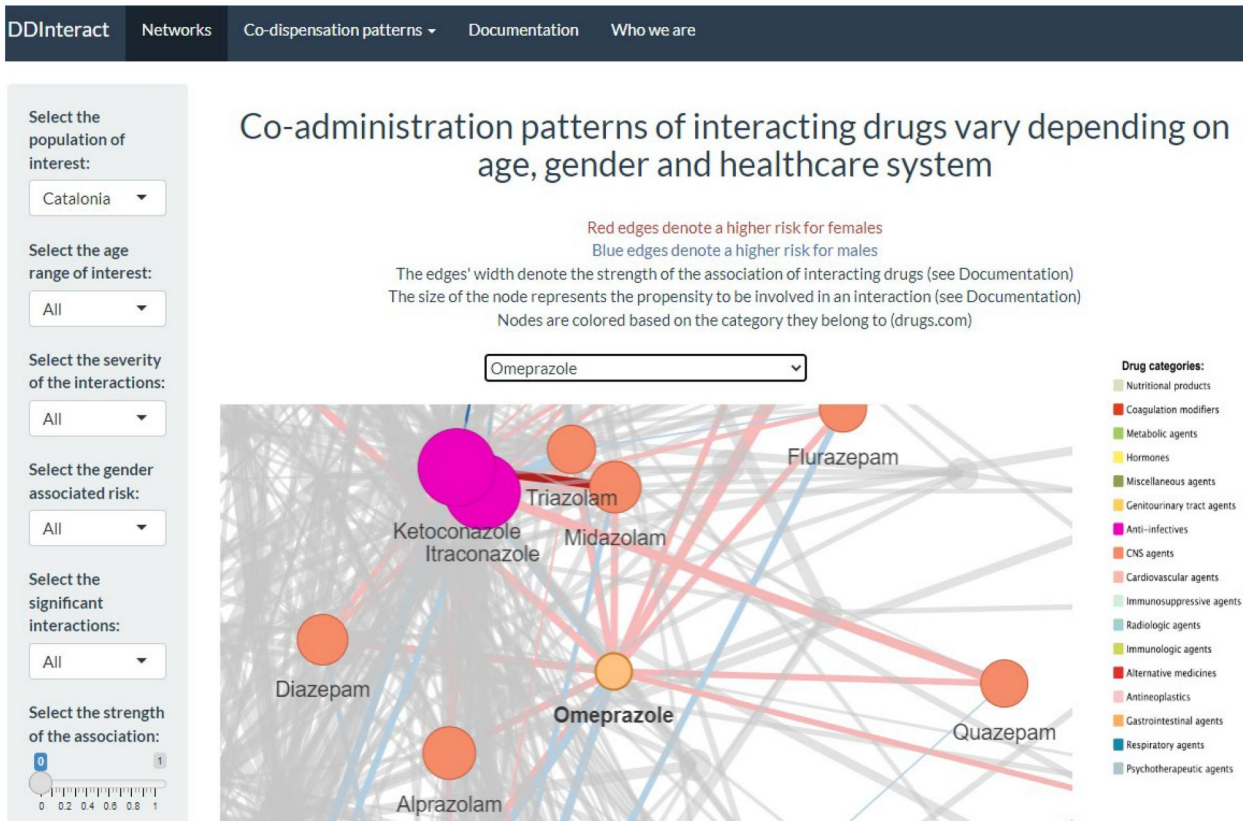 DDInteract
Networks
Co-dispensation patterns
Documentation
Who we are
Select the
population of
interest:
Catalonia
Select the age
range of interest:
All
Select the severity
of the interactions:
All
Select the gender
associated risk:
All
Select the
significant
interactions:
All
Select the strength
of the association:
0
1
0 0.2 0.4 0.6 0.8 1
Co-administration patterns of interacting drugs vary depending on
age, gender and healthcare system
Red edges denote a higher risk for females
Blue edges denote a higher risk for males
The edges' width denote the strength of the association of interacting drugs (see Documentation)
The size of the node represents the propensity to be involved in an interaction (see Documentation)
Nodes are colored based on the category they belong to (drugs.com)
Omeprazole
Flurazepam
Triazolam
Ketoconazole
Midazolam
Itraconazole
Diazepam
Omeprazole
Quazepam
Alprazolam
Drug categories:
Nutritional products
Coagulation modifiers
Metabolic agents
Hormones
Miscellaneous agents
Genitourinary tract agents
Anti-infectives
CNS agents
Cardiovascular agents
Immunosuppressive agents
Radiologic agents
Immunologic agents
Alternative medicines
Antineoplastics
Gastrointestinal agents
Respiratory agents
Psychotherapeutic agents